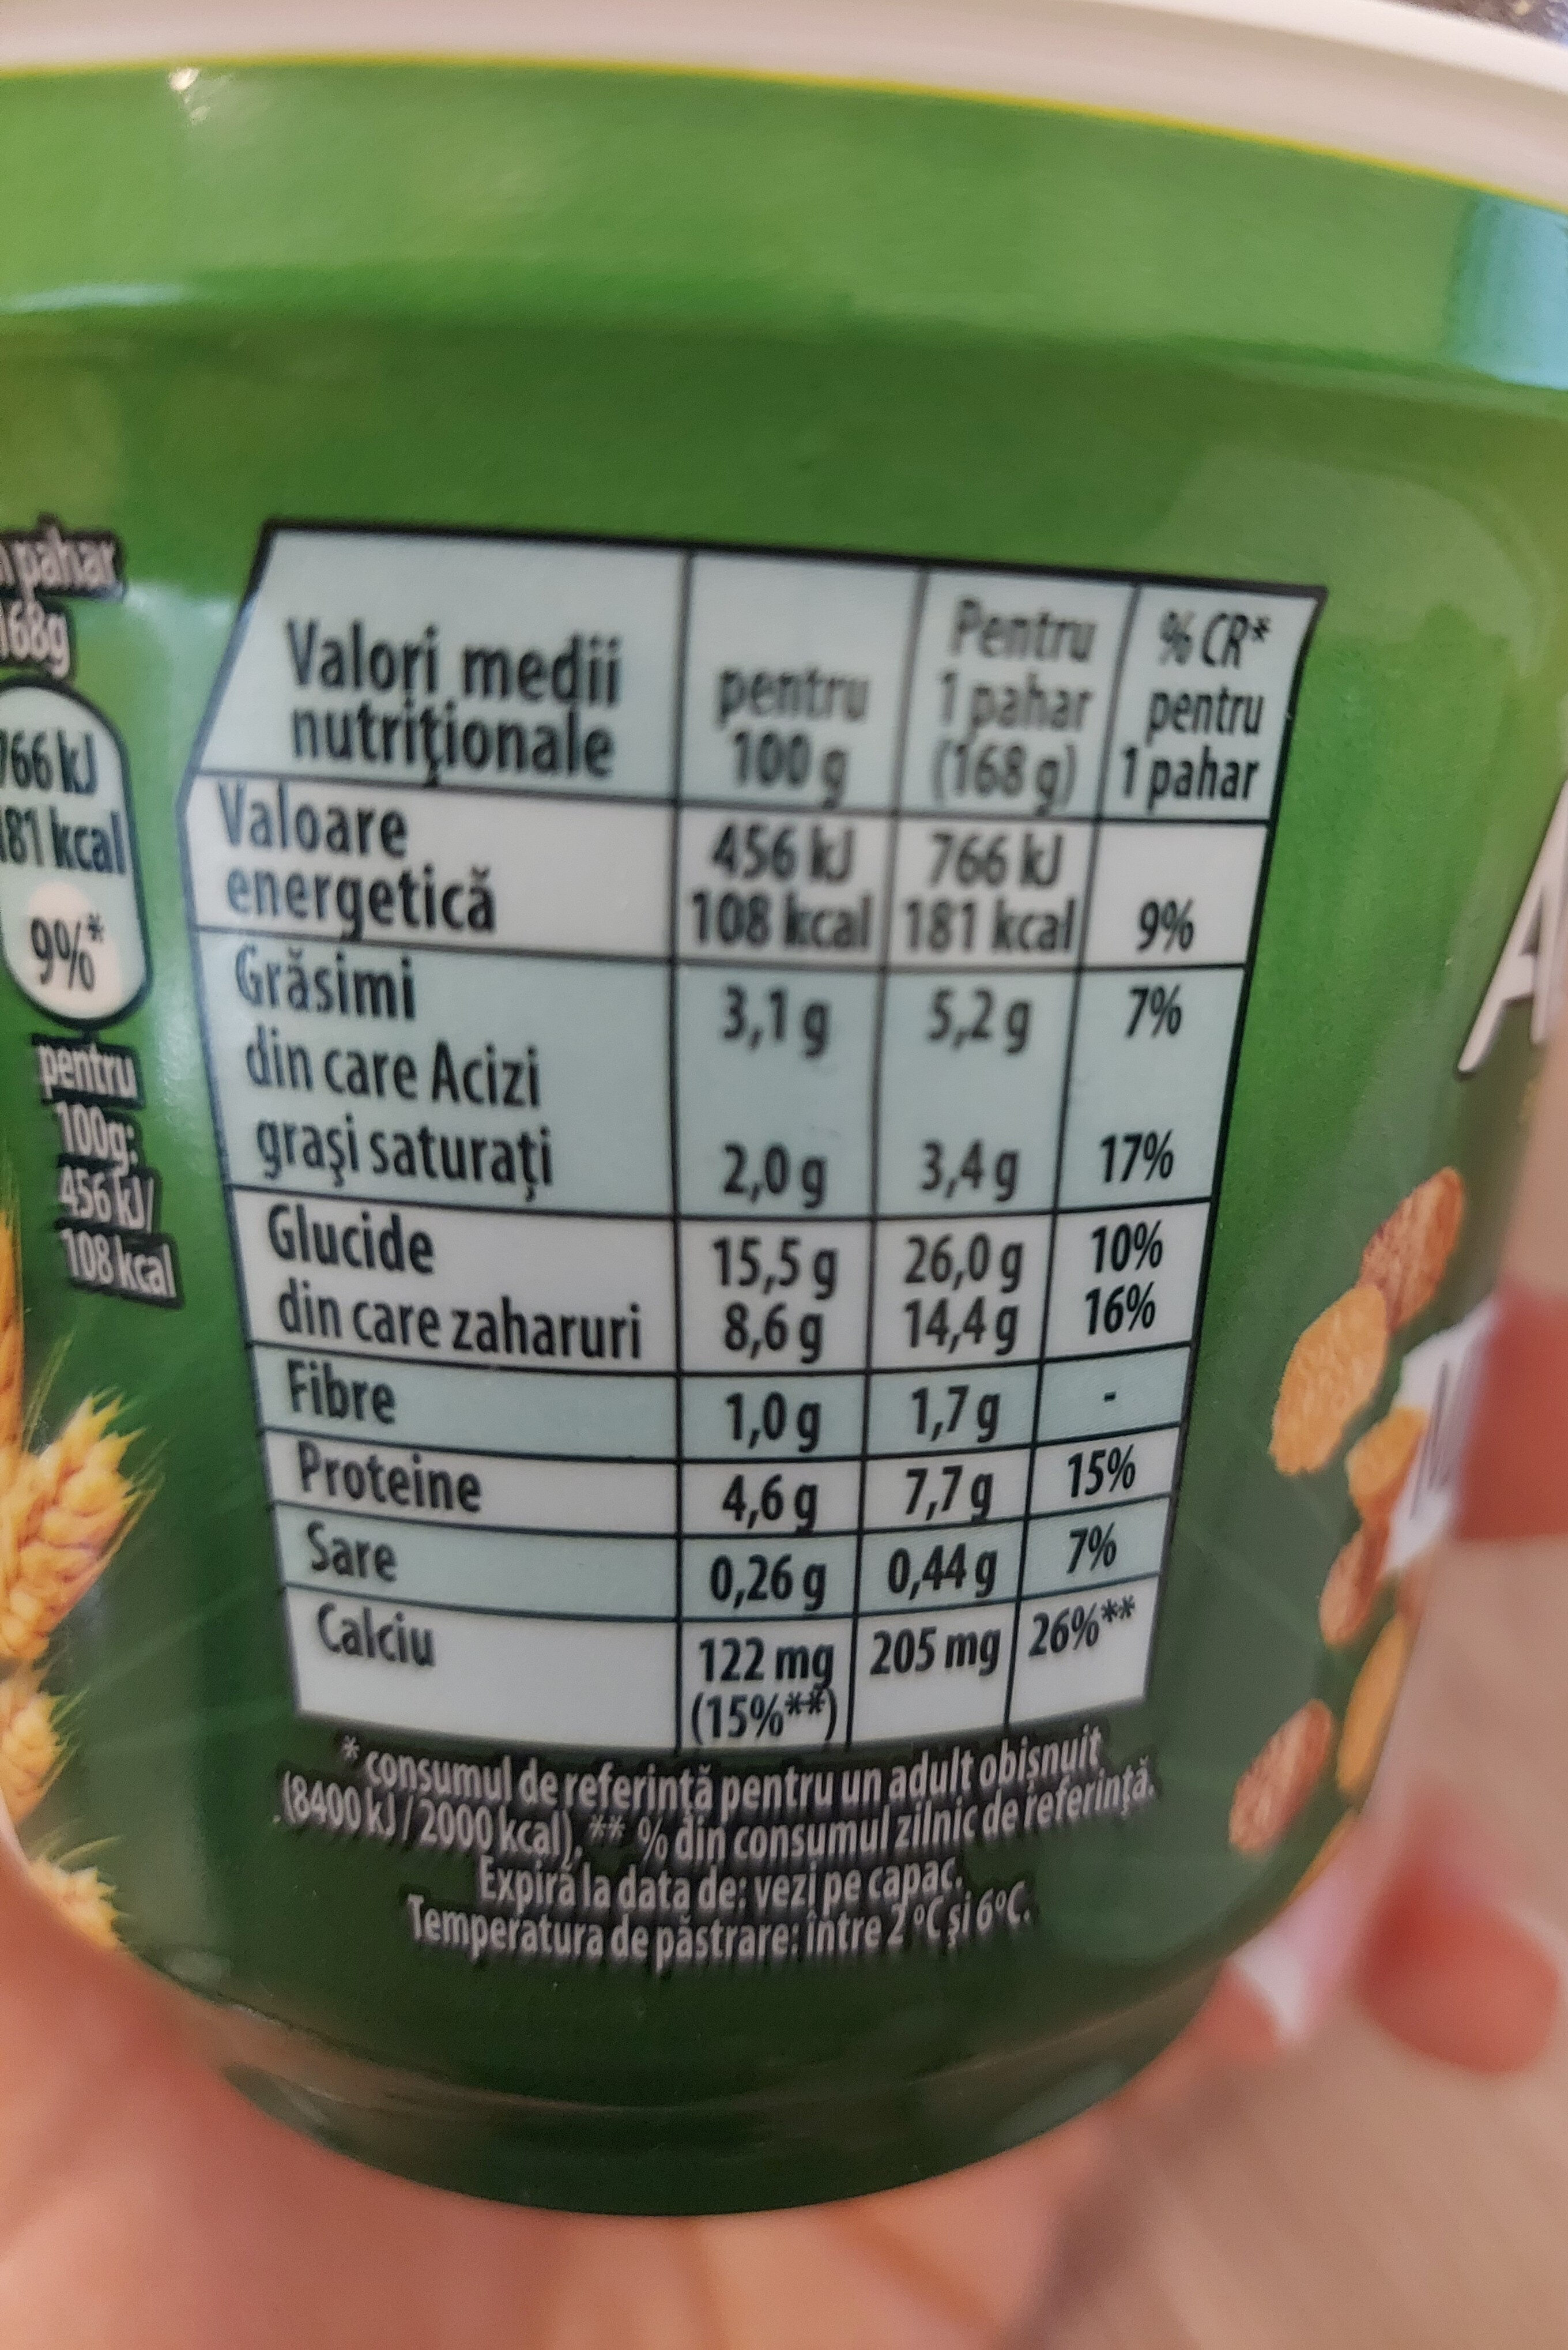 pahar
168g
766 kJ
181 kcal
9%*
pentru
100g:
456 kJ/
108 kcal
Valori medii nutriționale | pentru 100 g | Pentru 1 pahar (168 g) | % CR* pentru 1 pahar
Valoare energetică | 456 kJ 108 kcal | 766 kJ 181 kcal | 9%
Grăsimi | 3,1 g | 5,2 g | 7%
din care Acizi grași saturați | 2,0 g | 3,4 g | 17%
Glucide | 15,5 g | 26,0 g | 10%
din care zaharuri | 8,6 g | 14,4 g | 16%
Fibre | 1,0 g | 1,7 g | -
Proteine | 4,6 g | 7,7 g | 15%
Sare | 0,26 g | 0,44 g | 7%
Calciu | 122 mg (15%**) | 205 mg | 26%**
* consumul de referință pentru un adult obișnuit
(8400 kJ / 2000 kcal), ** % din consumul zilnic de referință.
Expiră la data de: vezi pe capac.
Temperatura de păstrare: între 2 °C și 6°C.